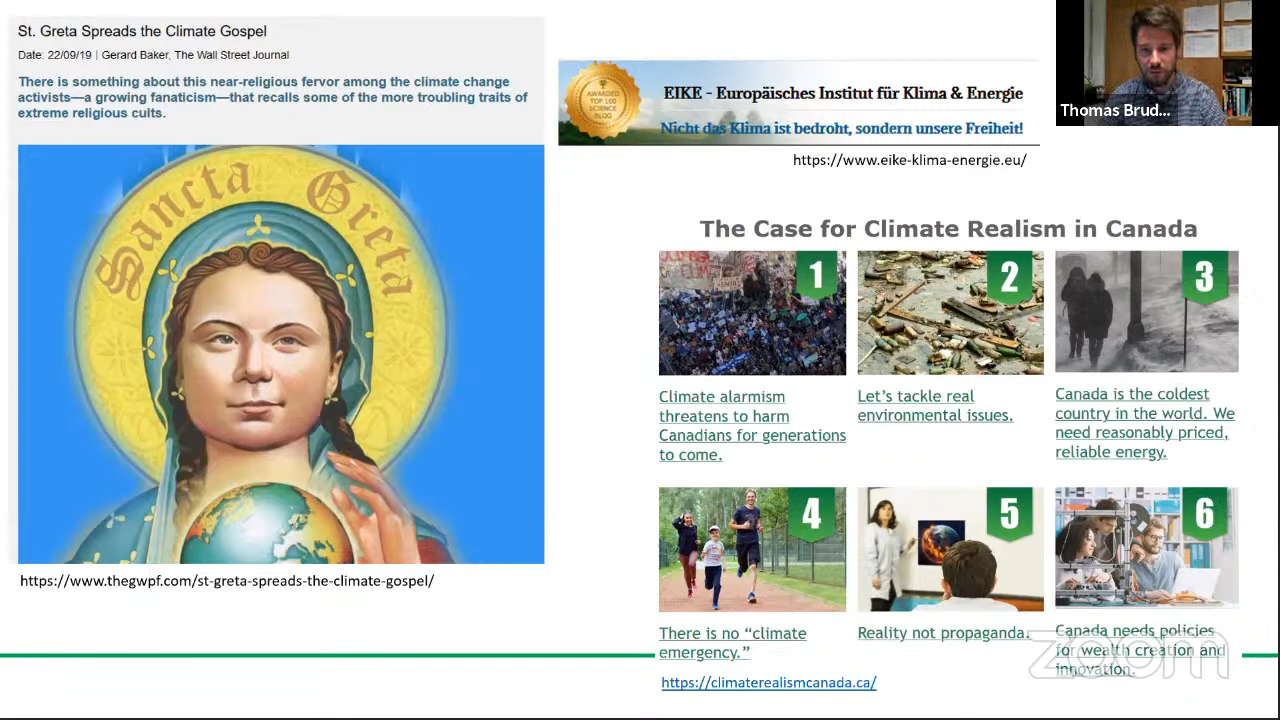 St. Greta Spreads the Climate Gospel
Date: 22/09/19 | Gerard Baker, The Wall Street Journal
There is something about this near-religious fervor among the climate change
activists—a growing fanaticism—that recalls some of the more troubling traits of
extreme religious cults.
Sancta Greta
https://www.thegwpf.com/st-greta-spreads-the-climate-gospel/
AWARDED
TOP 100
SCIENCE
BLOG
EIKE - Europäisches Institut für Klima & Energie
Nicht das Klima ist bedroht, sondern unsere Freiheit!
https://www.eike-klima-energie.eu/
Thomas Brud...
The Case for Climate Realism in Canada
1
2
3
Climate alarmism
threatens to harm
Canadians for generations
to come.
Let’s tackle real
environmental issues.
Canada is the coldest
country in the world. We
need reasonably priced,
reliable energy.
4
5
6
There is no “climate
emergency.”
Reality not propaganda.
Canada needs policies
for wealth creation and
innovation.
https://climaterealismcanada.ca/
zoom